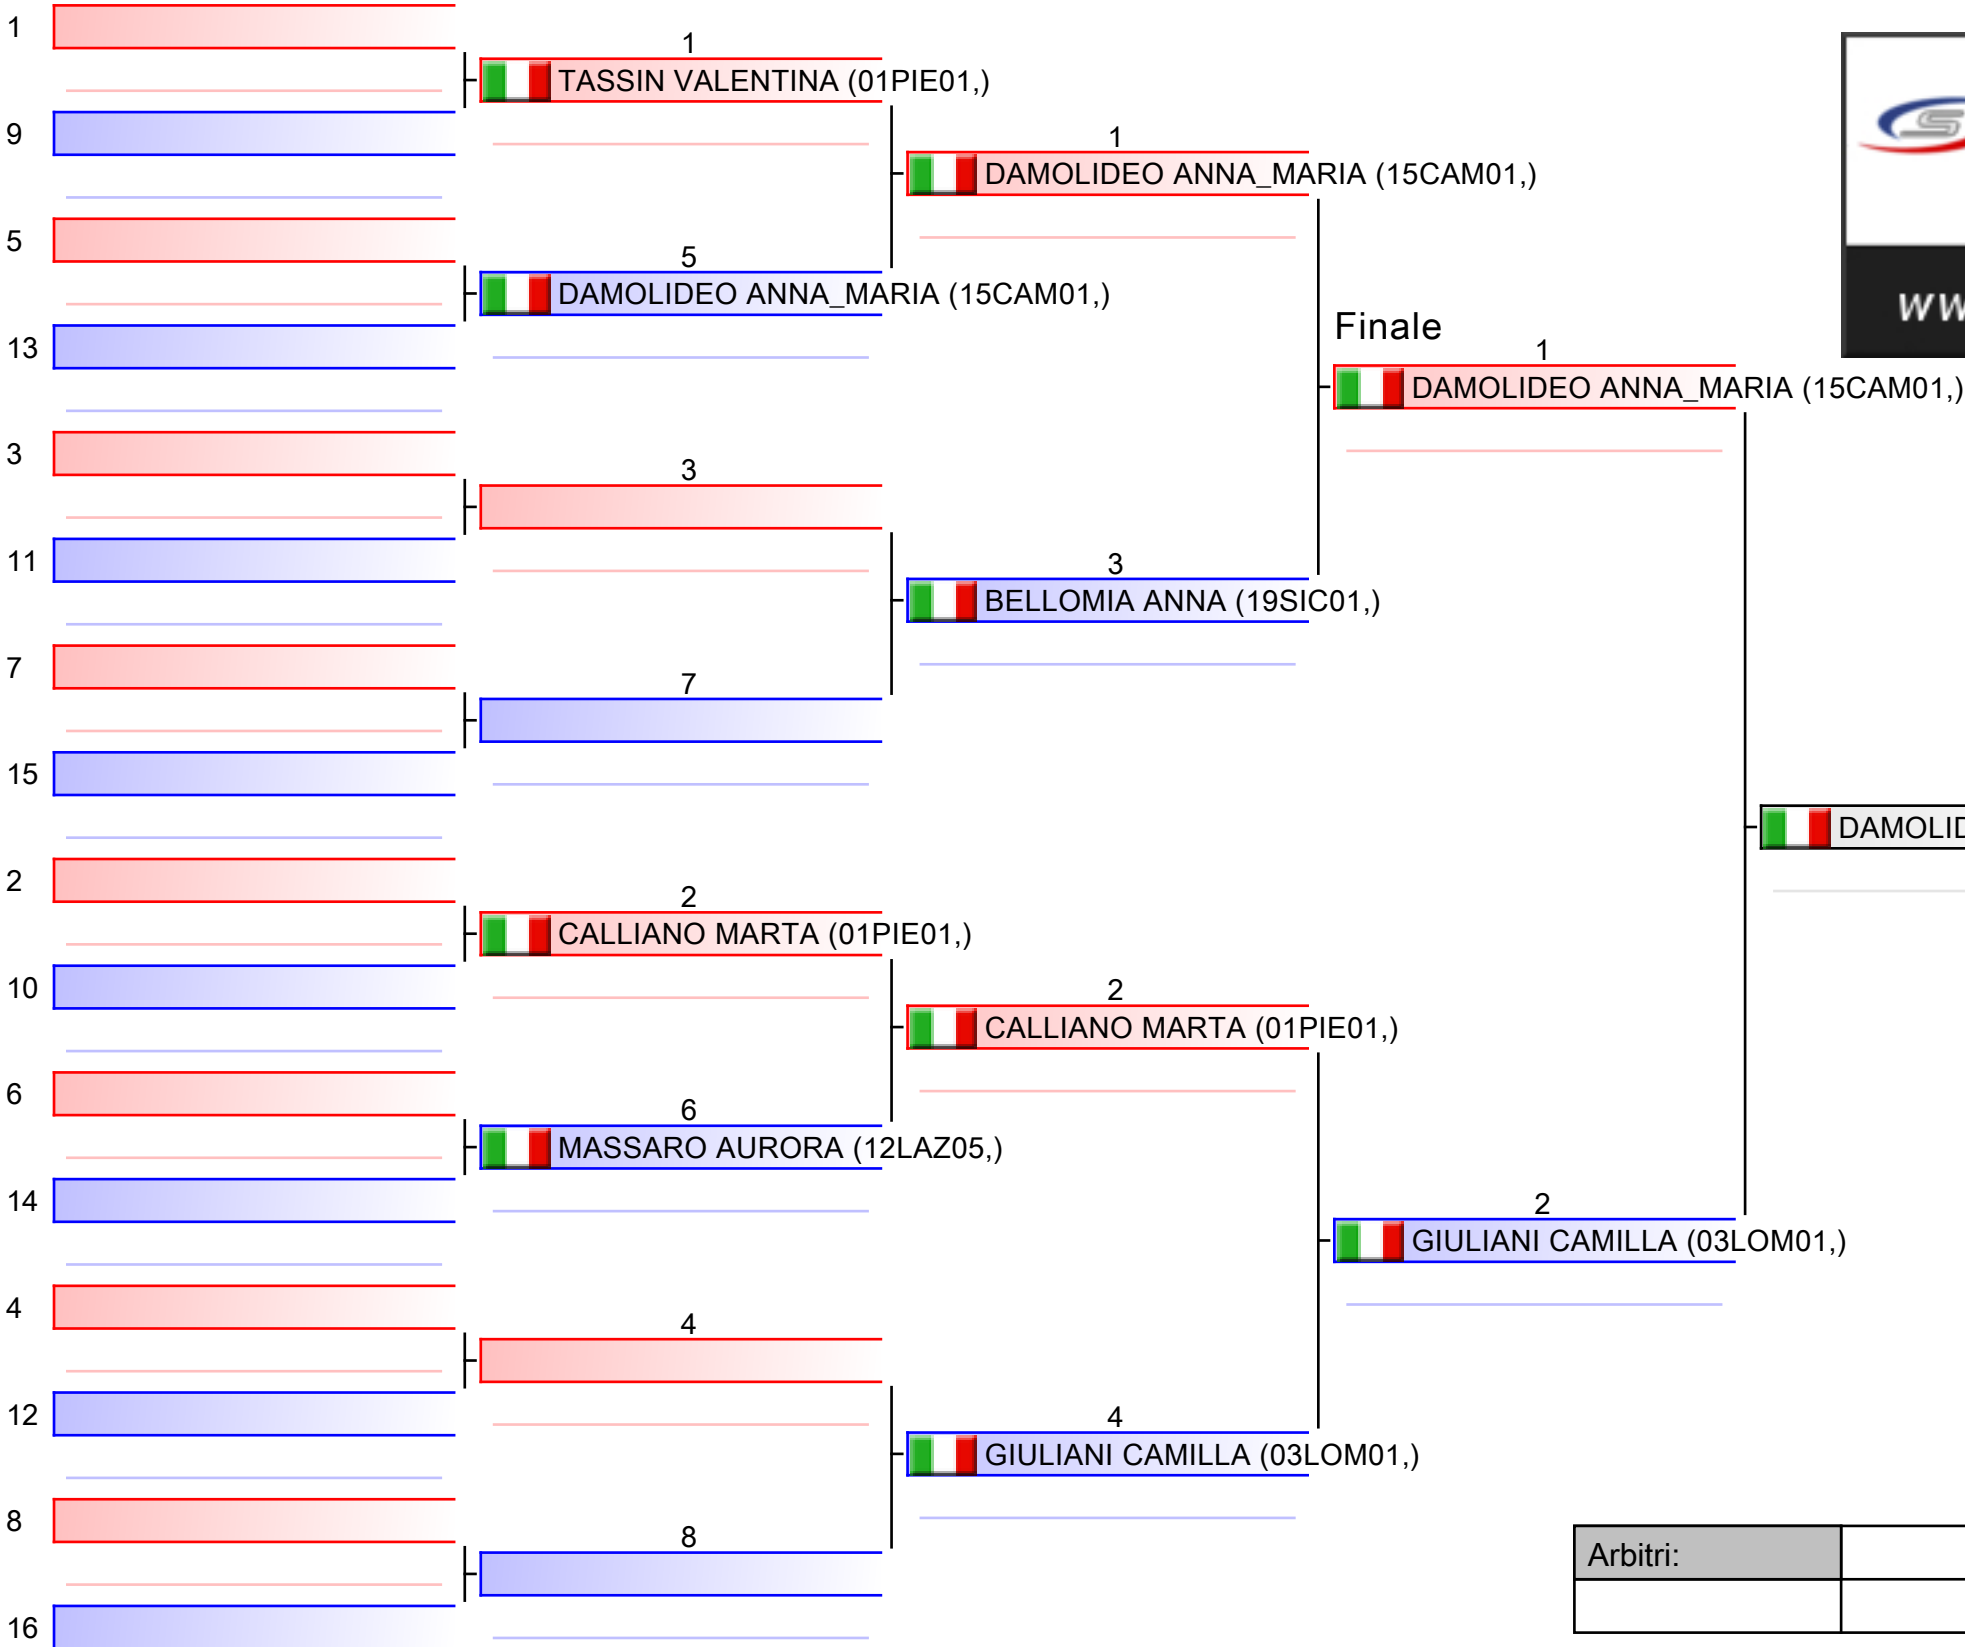 1
9
5
13
3
11
7
15
2
10
6
14
4
12
8
16
1
TASSIN VALENTINA (01PIE01,)
5
DAMOLIDEO ANNA_MARIA (15CAM01,)
3
7
2
CALLIANO MARTA (01PIE01,)
6
MASSARO AURORA (12LAZ05,)
4
8
1
DAMOLIDEO ANNA_MARIA (15CAM01,)
3
BELLOMIA ANNA (19SIC01,)
2
CALLIANO MARTA (01PIE01,)
4
GIULIANI CAMILLA (03LOM01,)
Finale
1
DAMOLIDEO ANNA_MARIA (15CAM01,)
2
GIULIANI CAMILLA (03LOM01,)
Arbitri: